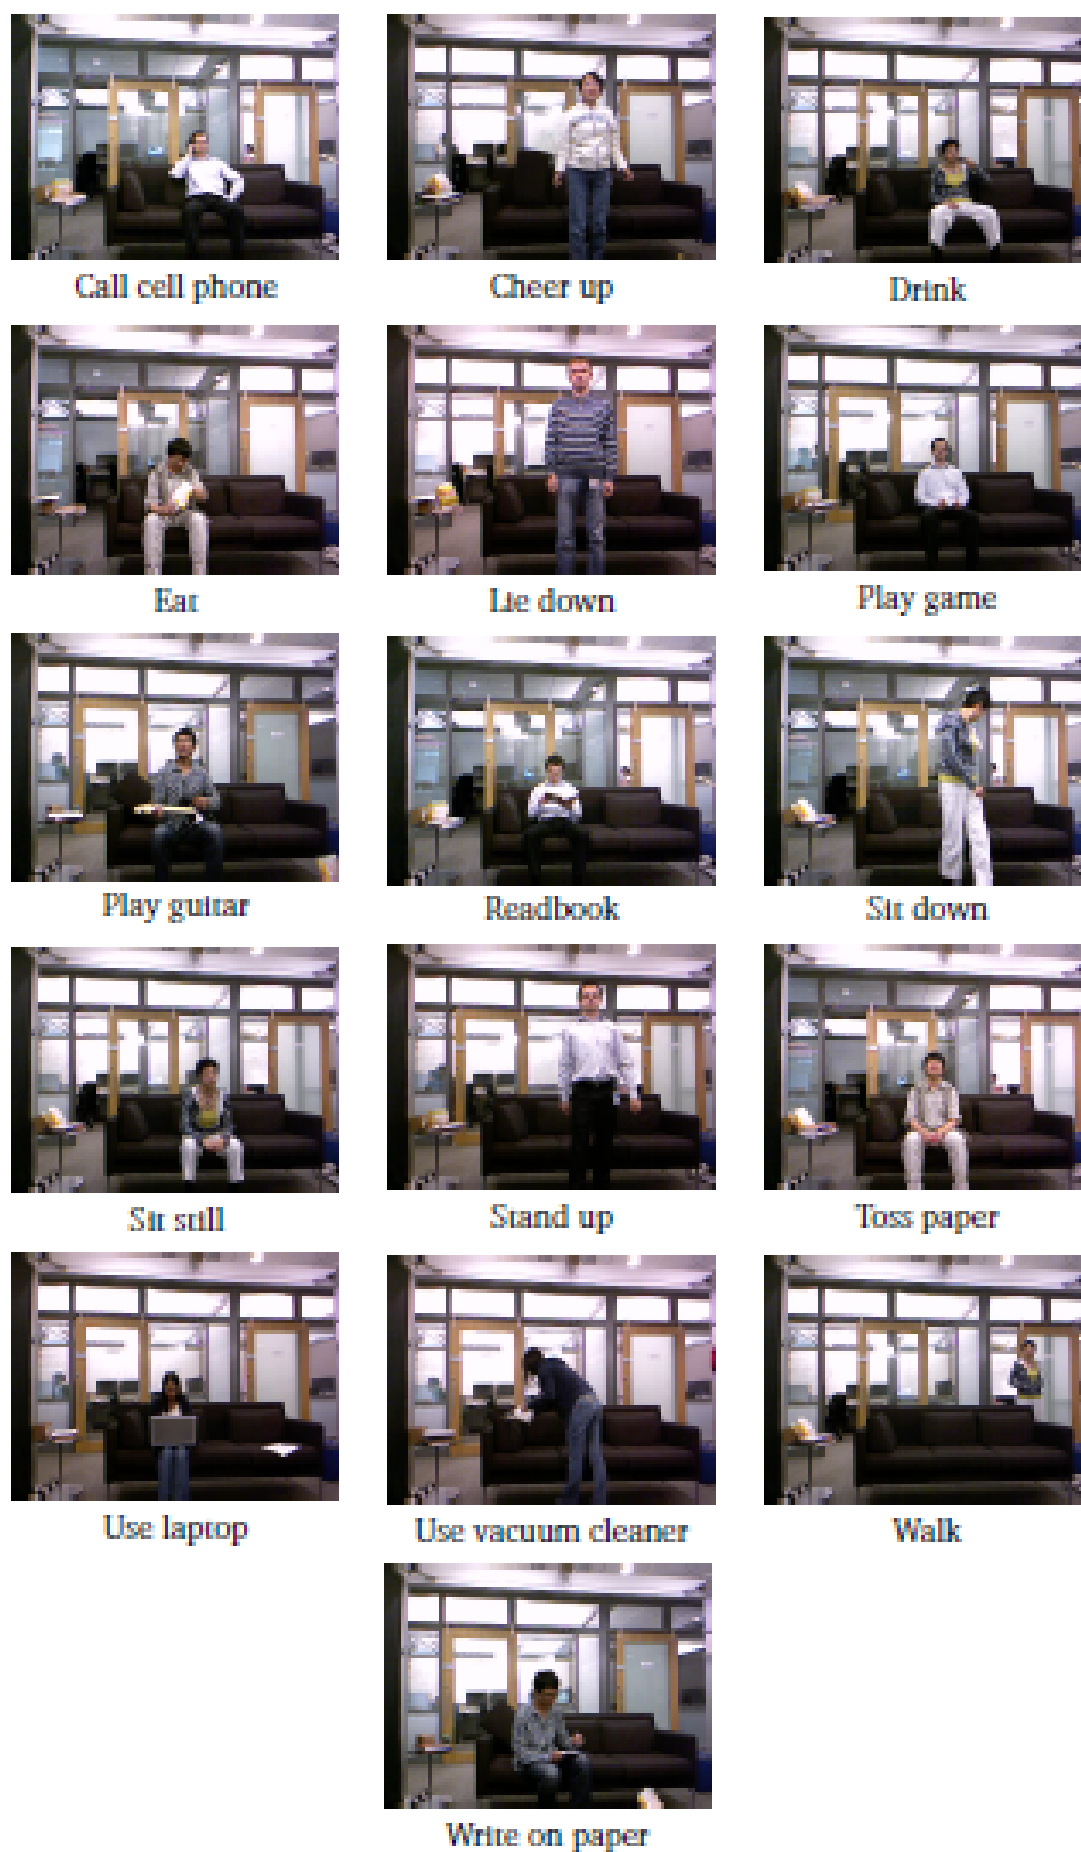 Call cell phone
Cheer up
Drink
Eat
Lie down
Play game
Play guitar
Readbook
Sit down
Sit still
Stand up
Toss paper
Use laptop
Use vacuum cleaner
Walk
Write on paper